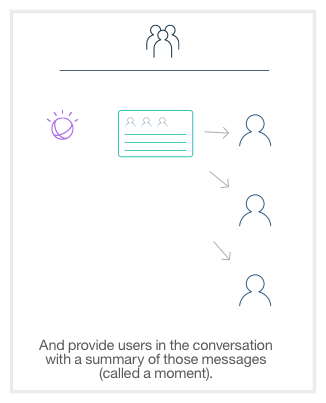 And provide users in the conversation
with a summary of those messages
(called a moment).